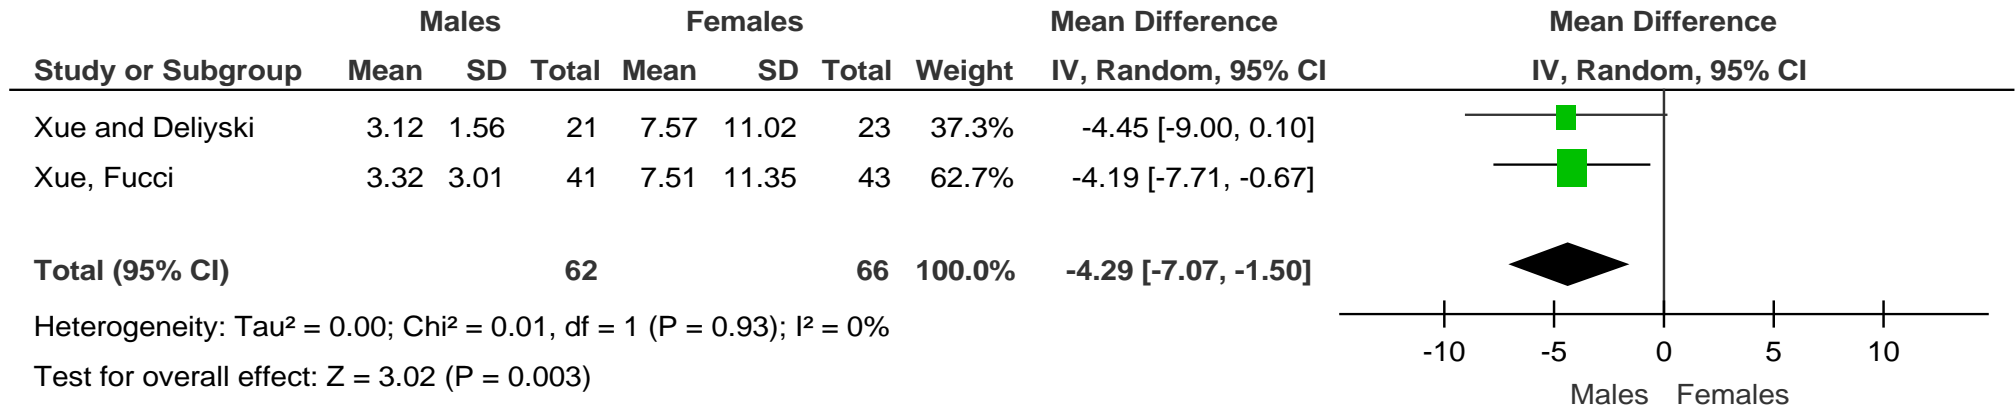 Males Females Mean Difference Mean Difference
Study or Subgroup Mean SD Total Mean SD Total Weight IV, Random, 95% CI IV, Random, 95% CI
Xue and Deliyski 3.12 1.56 21 7.57 11.02 23 37.3% -4.45 [-9.00, 0.10]
Xue, Fucci 3.32 3.01 41 7.51 11.35 43 62.7% -4.19 [-7.71, -0.67]
Total (95% CI) 62 66 100.0% -4.29 [-7.07, -1.50]
Heterogeneity: Tau² = 0.00; Chi² = 0.01, df = 1 (P = 0.93); I² = 0%
Test for overall effect: Z = 3.02 (P = 0.003)
-10 -5 0 5 10
Males Females